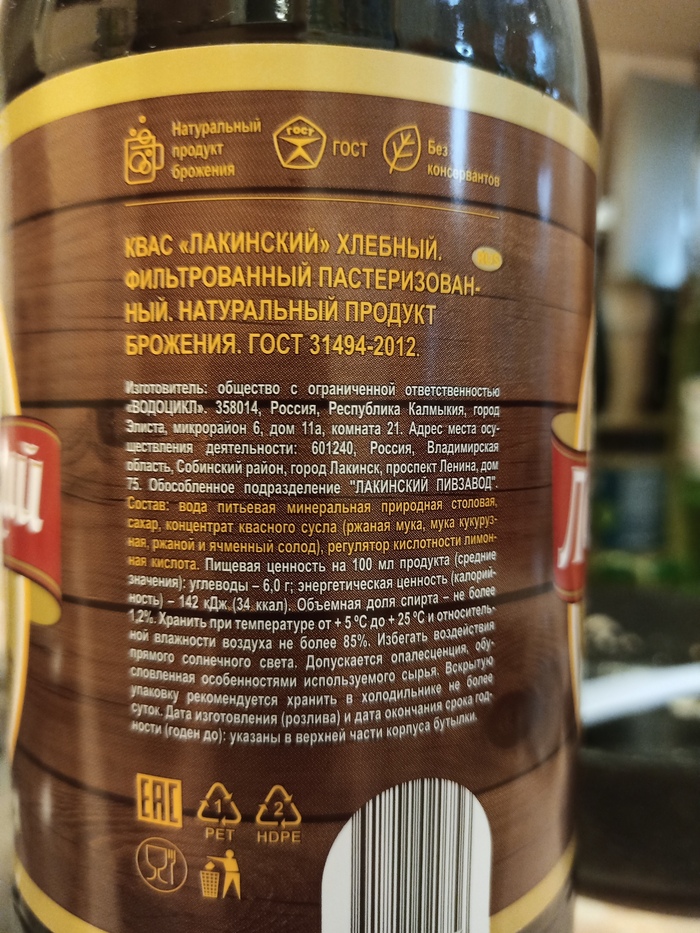 Натуральный
продукт
брожения
ГОСТ
ГОСТ
Без
консервантов
КВАС «ЛАКИНСКИЙ» ХЛЕБНЫЙ.
ФИЛЬТРОВАННЫЙ ПАСТЕРИЗОВАН-
НЫЙ. НАТУРАЛЬНЫЙ ПРОДУКТ
БРОЖЕНИЯ. ГОСТ 31494-2012.
Изготовитель: общество с ограниченной ответственностью
«ВОДОЦИКЛ». 358014, Россия, Республика Калмыкия, город
Элиста, микрорайон 6, дом 11а, комната 21. Адрес места осу-
ществления деятельности: 601240, Россия, Владимирская
область, Собинский район, город Лакинск, проспект Ленина, дом
75. Обособленное подразделение "ЛАКИНСКИЙ ПИВЗАВОД".
Состав: вода питьевая минеральная природная столовая,
сахар, концентрат квасного сусла (ржаная мука, мука кукуруз-
ная, ржаной и ячменный солод), регулятор кислотности лимон-
ная кислота. Пищевая ценность на 100 мл продукта (средние
значения): углеводы – 6,0 г; энергетическая ценность (калорий-
ность) – 142 кДж (34 ккал). Объемная доля спирта – не более
1,2%. Хранить при температуре от + 5 ºС до + 25 ºС и относитель-
ной влажности воздуха не более 85%. Избегать воздействия
прямого солнечного света. Допускается опалесценция, обу-
словленная особенностями используемого сырья. Вскрытую
упаковку рекомендуется хранить в холодильнике не более
суток. Дата изготовления (розлива) и дата окончания срока год-
ности (годен до): указаны в верхней части корпуса бутылки.
ий
Л
EAC
1
PET
2
HDPE